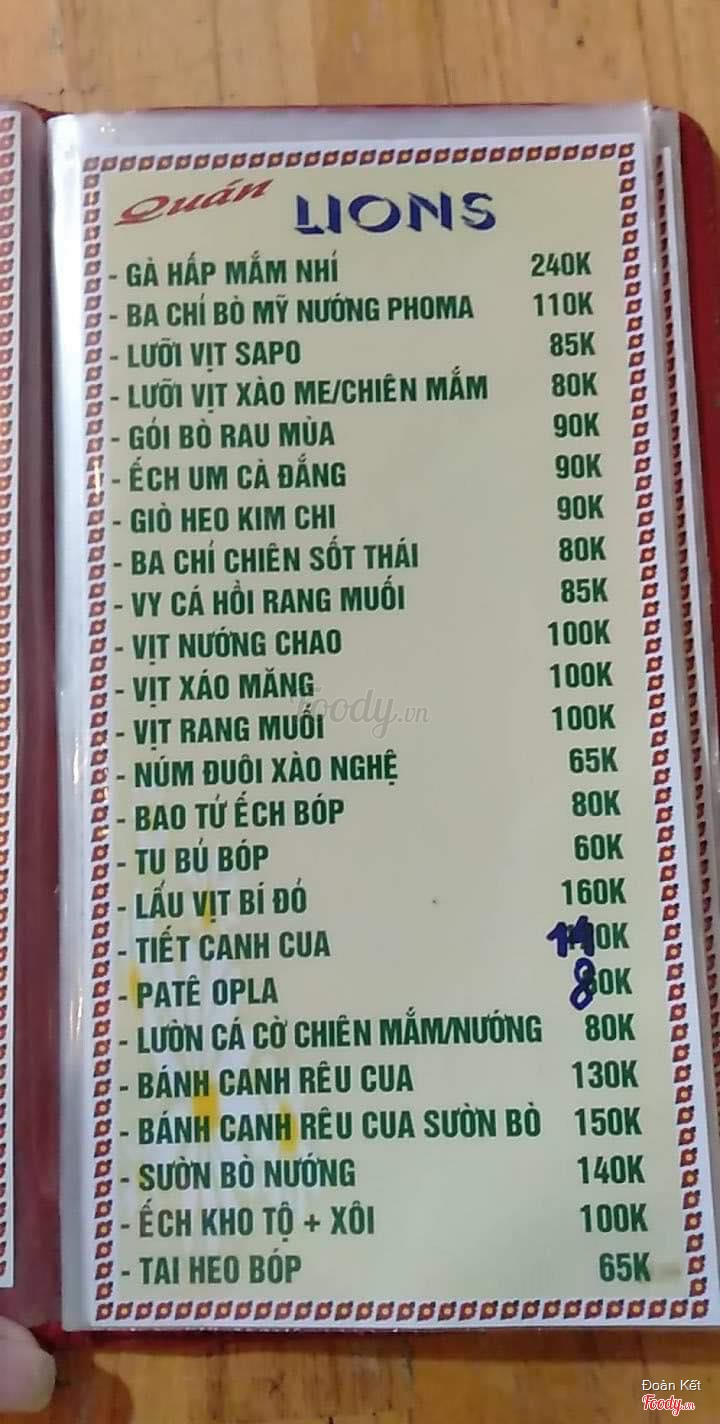 Quán LIONS
- GÀ HẤP MẮM NHÍ 240K
- BA CHỈ BÒ MỸ NƯỚNG PHOMA 110K
- LƯỠI VỊT SAPO 85K
- LƯỠI VỊT XÀO ME/CHIÊN MẮM 80K
- GÓI BÒ RAU MÙA 90K
- ẾCH UM CÀ ĐẮNG 90K
- GIÒ HEO KIM CHI 90K
- BA CHỈ CHIÊN SỐT THÁI 80K
- VY CÁ HỒI RANG MUỐI 85K
- VỊT NƯỚNG CHAO 100K
- VỊT XÁO MĂNG 100K
- VỊT RANG MUỐI 100K
- NÚM ĐUÔI XÀO NGHỆ 65K
- BAO TỬ ẾCH BÓP 80K
- TU BÚ BÓP 60K
- LẨU VỊT BÍ ĐỎ 160K
- TIẾT CANH CUA 110K
- PATÊ OPLA 80K
- LƯỜN CÁ CỜ CHIÊN MẮM/NƯỚNG 80K
- BÁNH CANH RÊU CUA 130K
- BÁNH CANH RÊU CUA SƯỜN BÒ 150K
- SƯỜN BÒ NƯỚNG 140K
- ẾCH KHO TỘ + XÔI 100K
- TAI HEO BÓP 65K
Foody.vn
Đoàn Kết
Foody.vn